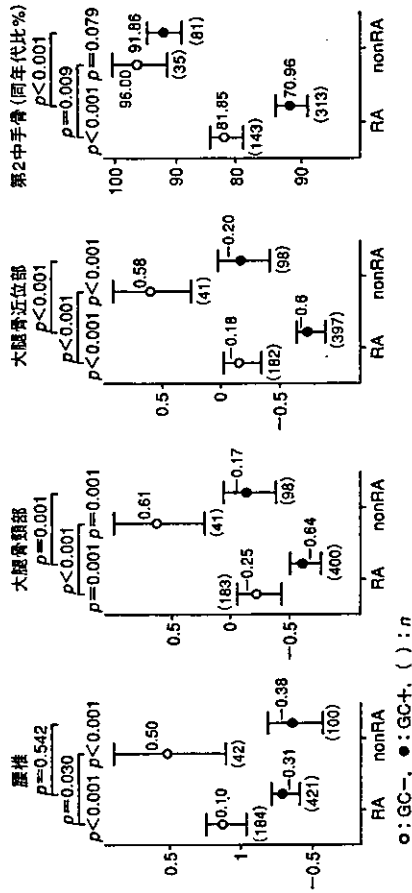 腰椎
p=0.542
p=0.030
p<0.001 p<0.001
0.5
1
−0.5
0.10
(184)
−0.31
(421)
0.50
(42)
−0.38
(100)
RA nonRA
大腿骨頸部
p=0.001
p<0.001
p=0.001 p=0.001
0.5
0
−0.5
(183)
−0.25
−0.64
(400)
0.61
(41)
−0.17
(98)
RA nonRA
大腿骨近位部
p<0.001
p<0.001
p<0.001 p<0.001
0.5
0
−0.5
−0.18
(182)
−0.6
(397)
0.58
(41)
−0.20
(98)
RA nonRA
第2中手骨(同年代比%)
p<0.001
p=0.009
p<0.001 p=0.079
100
90
90
80
81.85
(143)
70.96
(313)
96.00
(35)
91.86
(81)
RA nonRA
○:GC−, ●:GC+, ( ):n